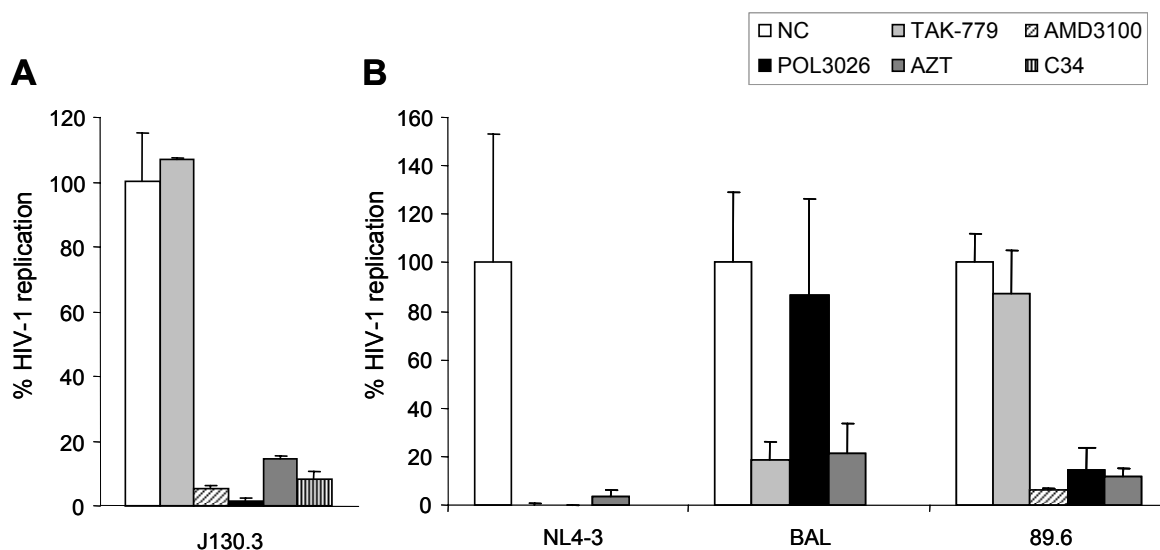 NC TAK-779 AMD3100
POL3026 AZT C34
A
B
% HIV-1 replication
120
100
80
60
40
20
0
J130.3
% HIV-1 replication
160
140
120
100
80
60
40
20
0
NL4-3 BAL 89.6